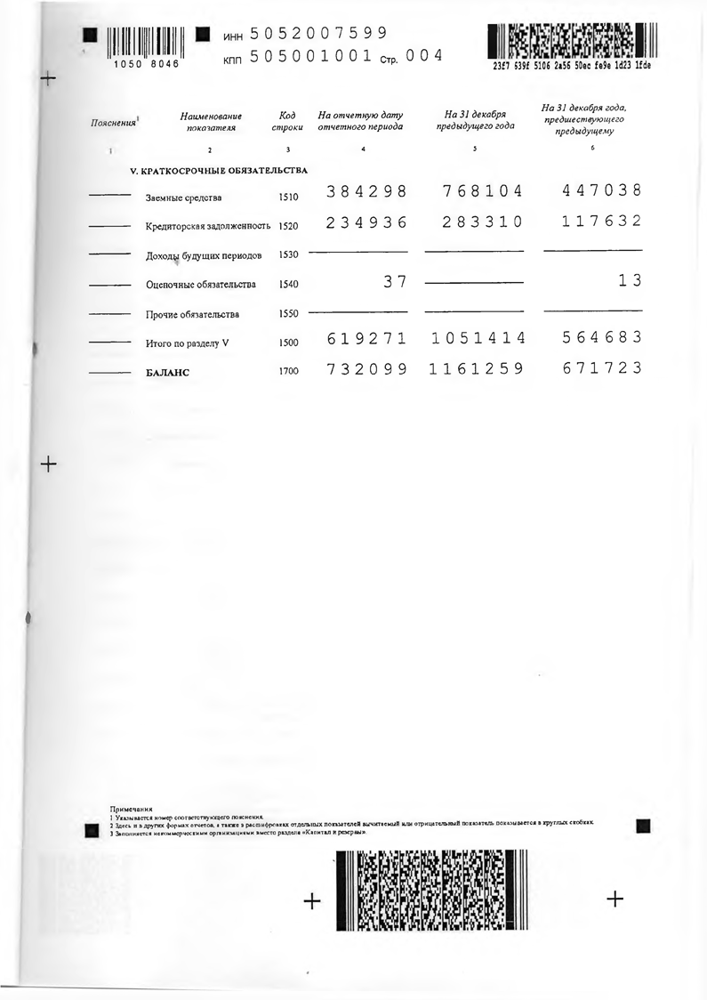 ИНН 5052007599
1050 8046
КПП 505001001 Стр. 004
23f7 639f 5106 2a56 50ec fe9e 1d23 1fde
Пояснения 1 Наименование показателя Код строки На отчетную дату отчетного периода На 31 декабря предыдущего года На 31 декабря года, предшествующего предыдущему
1 2 3 4 5 6
V. КРАТКОСРОЧНЫЕ ОБЯЗАТЕЛЬСТВА
Заемные средства 1510 384298 768104 447038
Кредиторская задолженность 1520 234936 283310 117632
Доходы будущих периодов 1530
Оценочные обязательства 1540 37 13
Прочие обязательства 1550
Итого по разделу V 1500 619271 1051414 564683
БАЛАНС 1700 732099 1161259 671723
Примечания
1 Указывается номер соответствующего пояснения.
2 Здесь и в других формах отчетов, а также в расшифровках отдельных показателей вычитаемый или отрицательный показатель показывается в круглых скобках.
3 Заполняется некоммерческими организациями вместо раздела «Капитал и резервы».